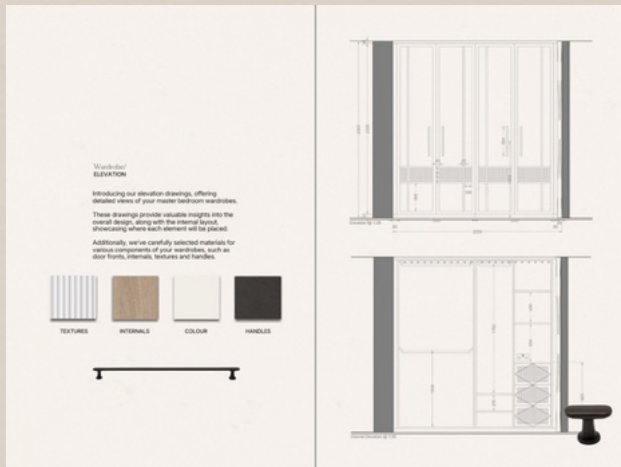 Wardrobe/
ELEVATION
Introducing our elevation drawings, offering
detailed views of your master bedroom wardrobes.
These drawings provide valuable insights into the
overall design, along with the internal layout,
showcasing where each element will be placed.
Additionally, we've carefully selected materials for
various components of your wardrobes, such as
door fronts, internals, textures and handles.
TEXTURES
INTERNALS
COLOUR
HANDLES